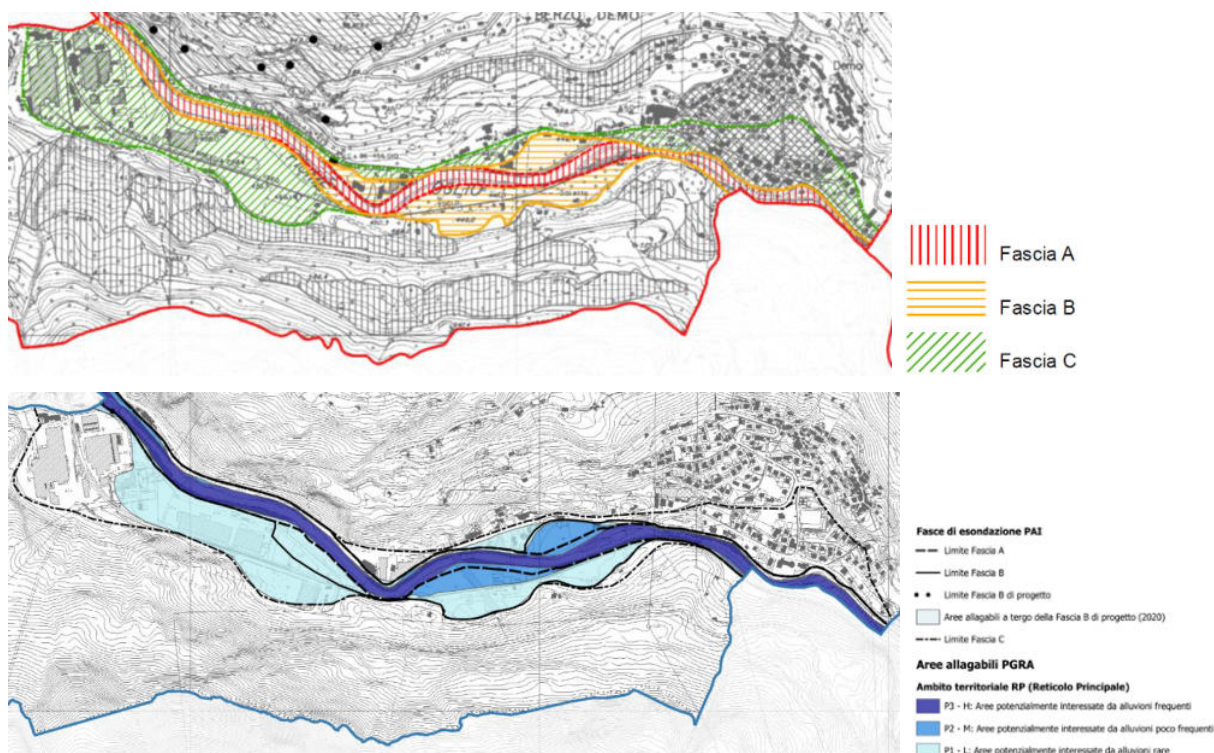 BERZO DEMO
Demo
OGLIO
Fascia A
Fascia B
Fascia C
Fasce di esondazione PAI
Limite Fascia A
Limite Fascia B
Limite Fascia B di progetto
Aree allagabili a tergo della Fascia B di progetto (2020)
Limite Fascia C
Aree allagabili PGRA
Ambito territoriale RP (Reticolo Principale)
P3 - H: Aree potenzialmente interessate da alluvioni frequenti
P2 - M: Aree potenzialmente interessate da alluvioni poco frequenti
P1 - L: Aree potenzialmente interessate da alluvioni rare